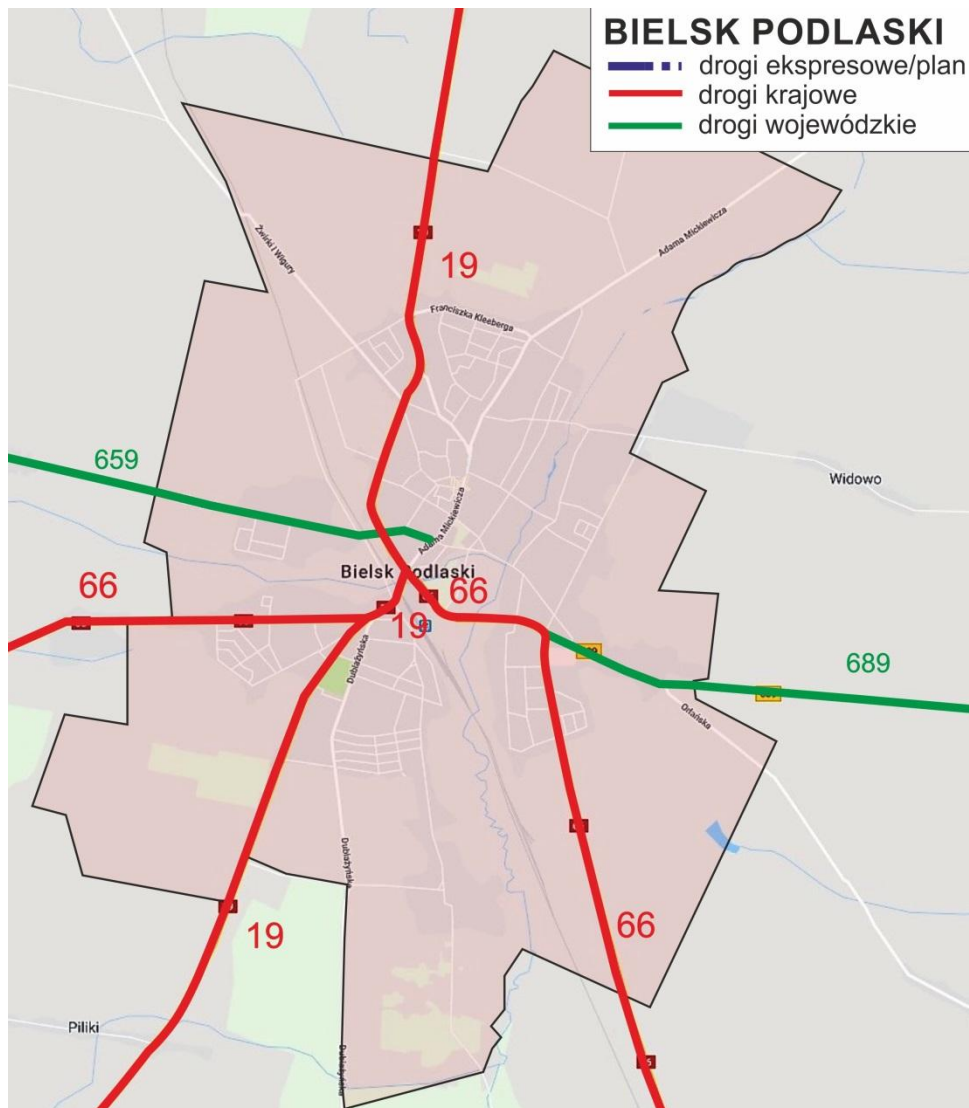 BIELSK PODLASKI
drogi ekspresowe/plan
drogi krajowe
drogi wojewódzkie
Adama Mickiewicza
Żwirki i Wigury
19
Franciszka Kleeberga
659
Widowo
Adama Mickiewicza
Bielsk Podlaski
66
66
19
689
Dubiażyńska
Orlańska
Dubiażyńska
19
66
Piliki
Dubiażyńska